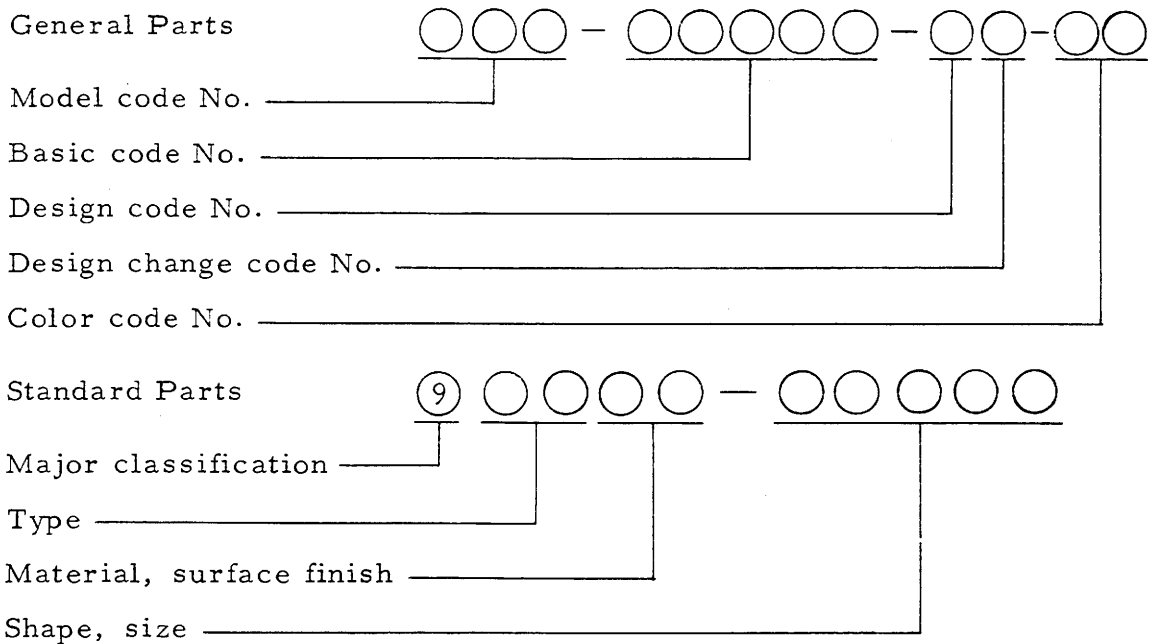 General Parts
Model code No.
Basic code No.
Design code No.
Design change code No.
Color code No.
Standard Parts 9
Major classification
Type
Material, surface finish
Shape, size